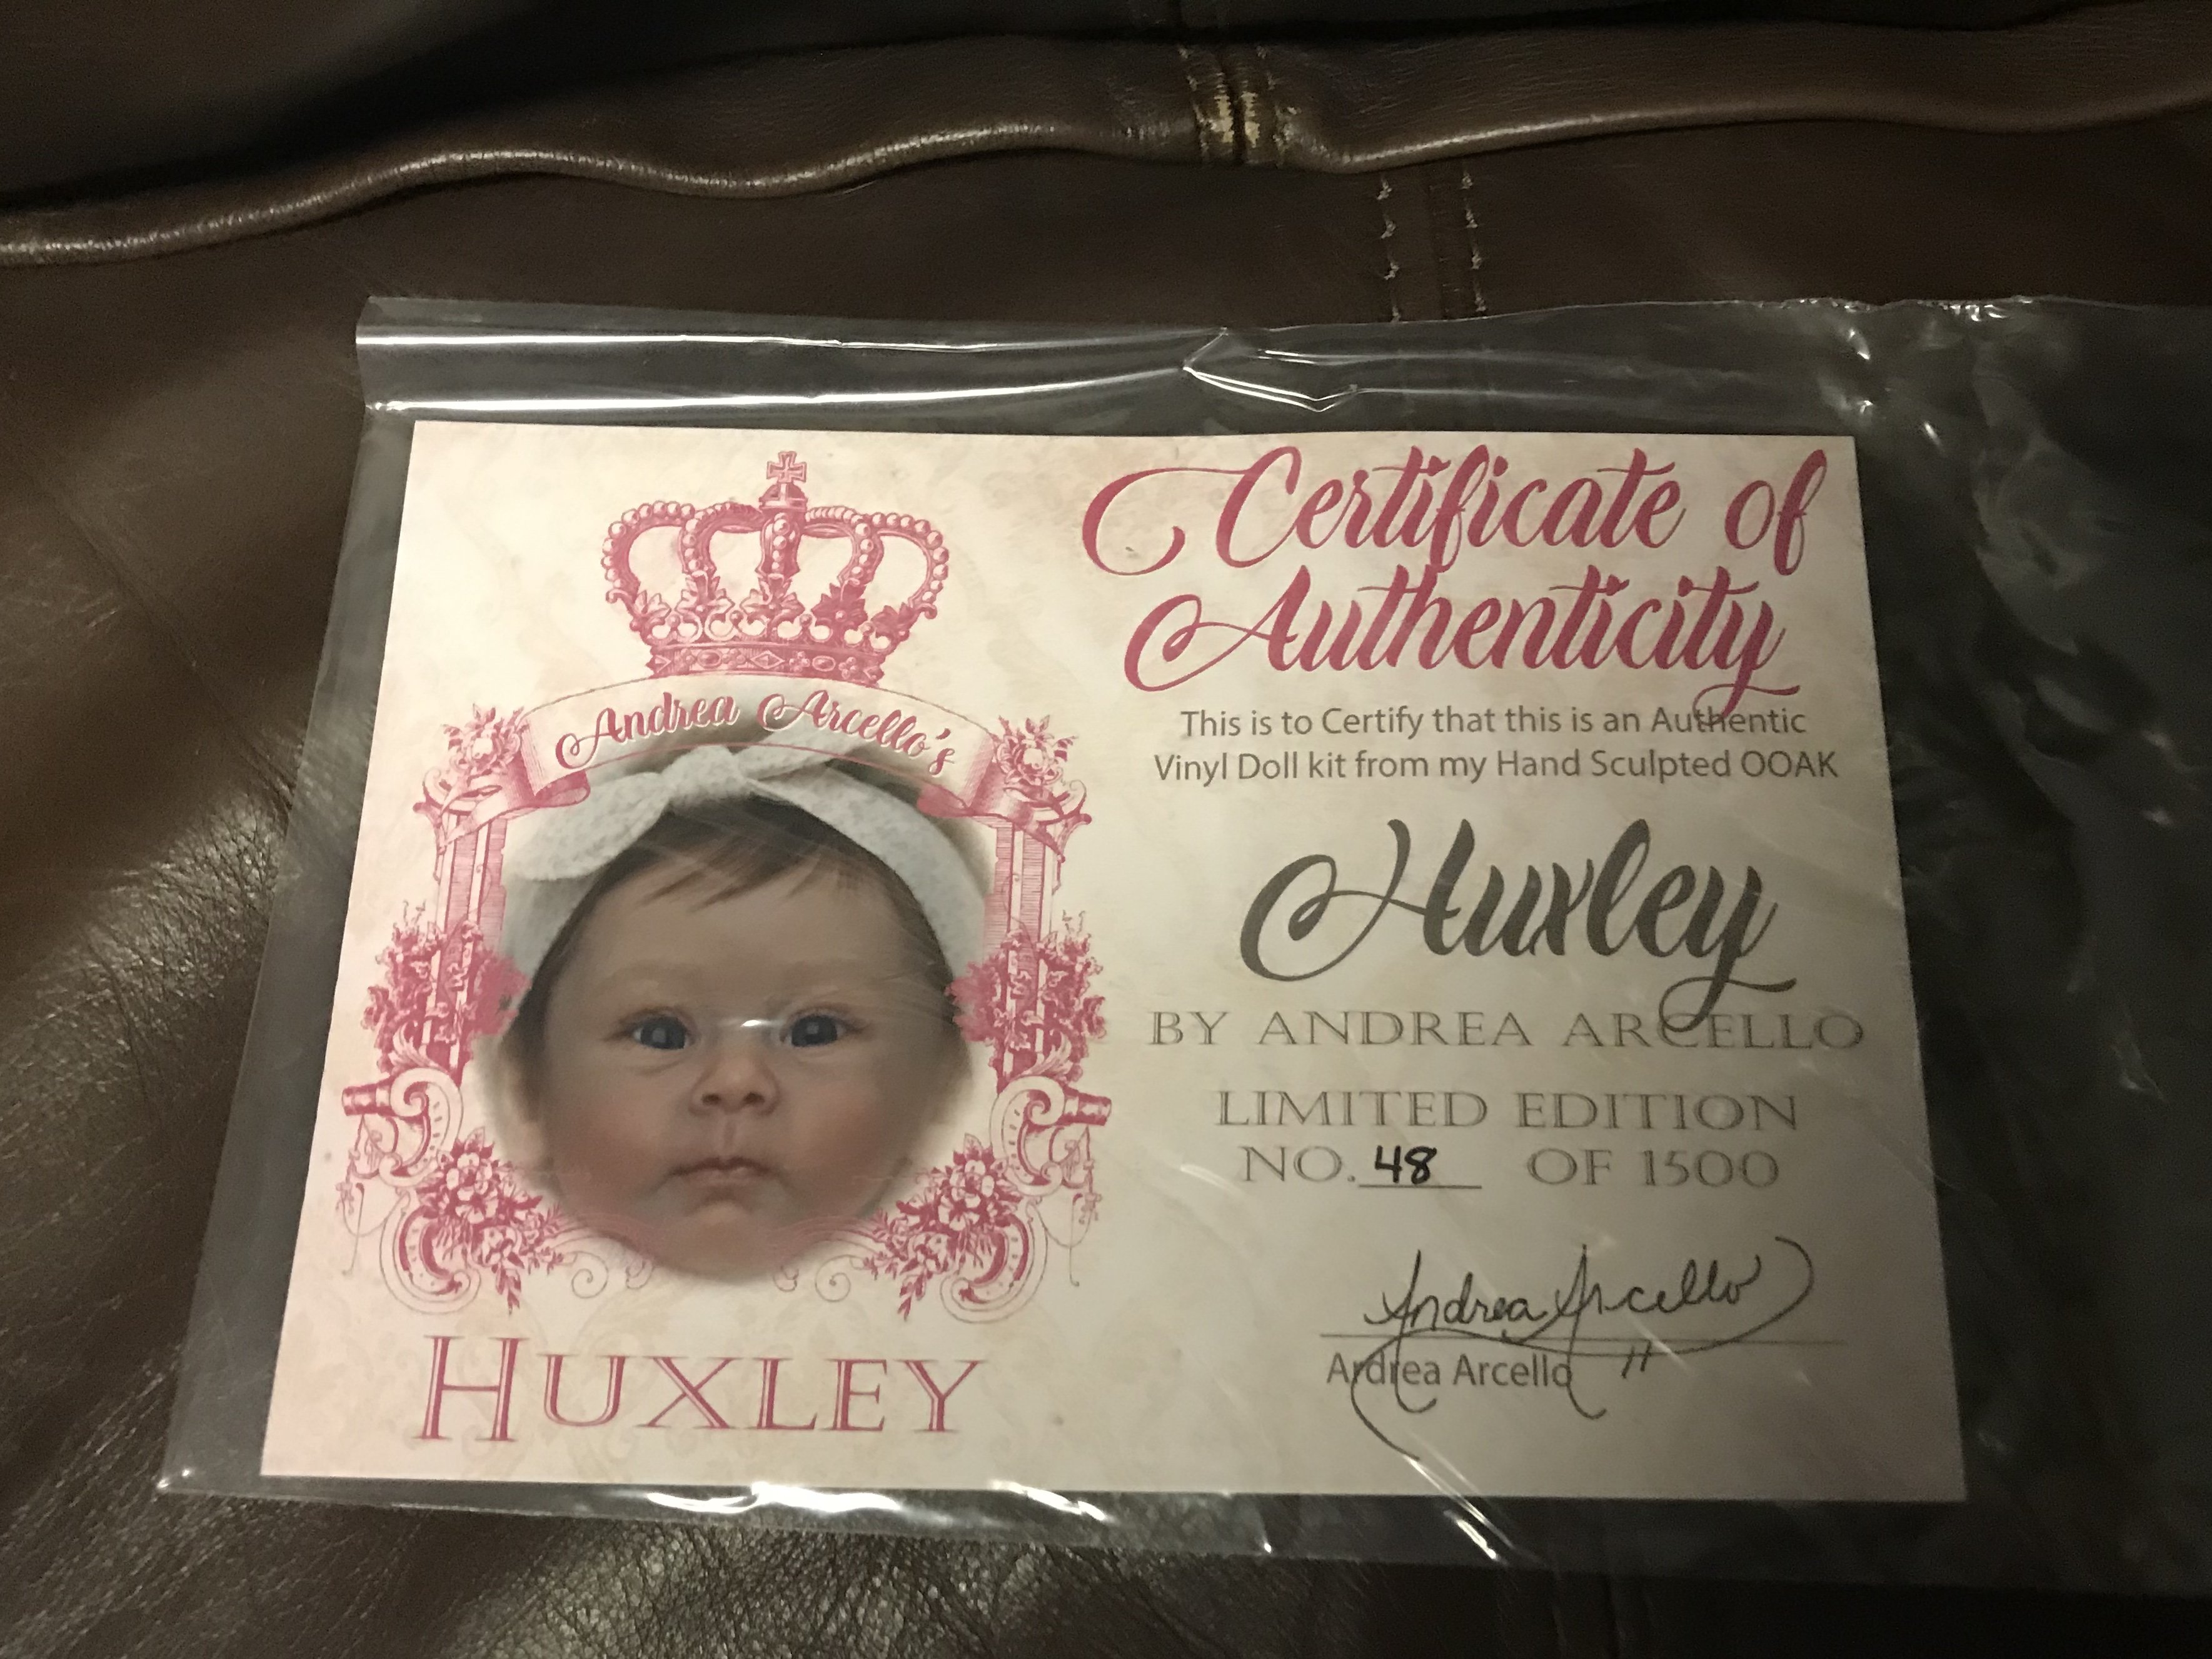 Andrea Arcello's
HUXLEY
Certificate of
Authenticity
This is to Certify that this is an Authentic
Vinyl Doll kit from my Hand Sculpted OOAK
Huxley
BY ANDREA ARCELLO
LIMITED EDITION
NO. 48 OF 1500
Andrea Arcello
Andrea Arcello